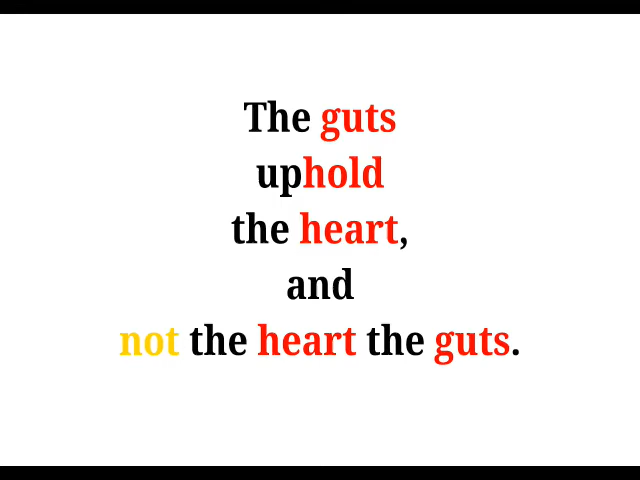 The guts
uphold
the heart,
and
not the heart the guts.